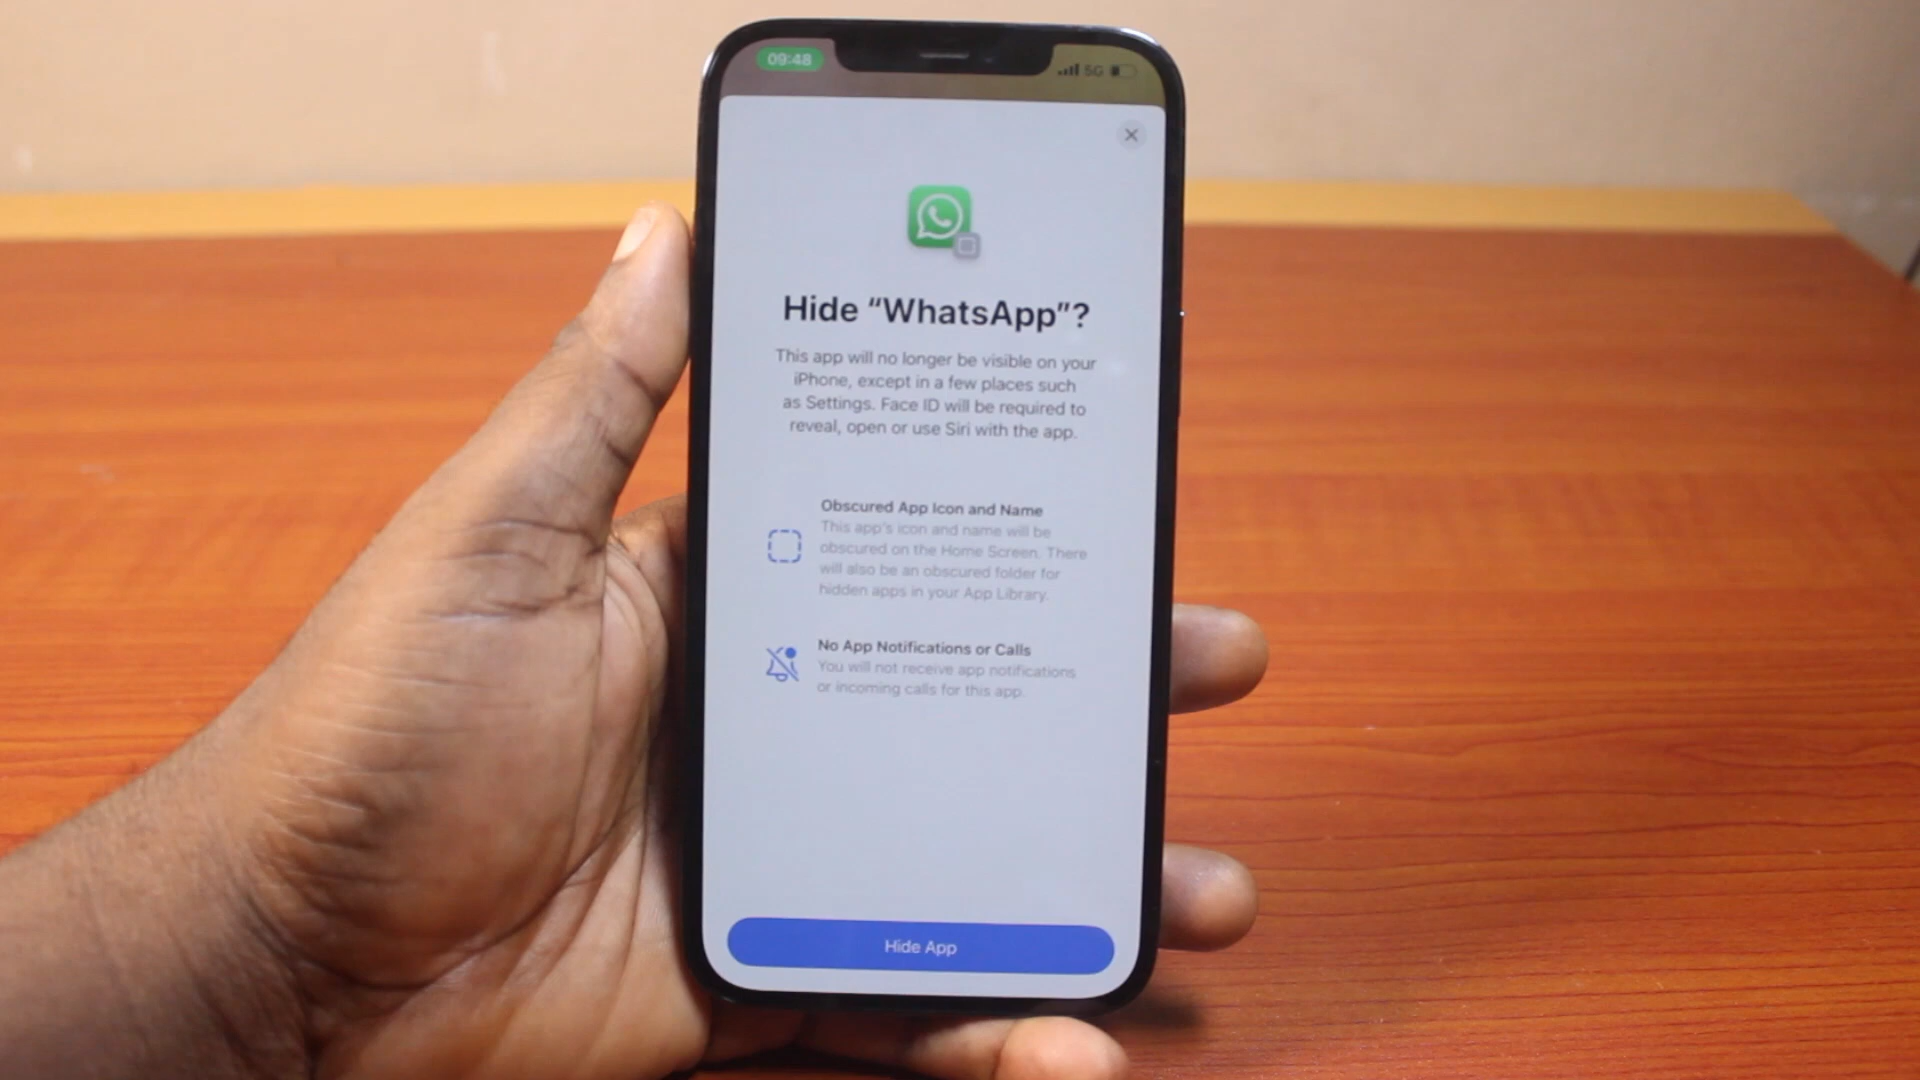 09:48
5G
Hide “WhatsApp”?
This app will no longer be visible on your
iPhone, except in a few places such
as Settings. Face ID will be required to
reveal, open or use Siri with the app.
Obscured App Icon and Name
This app's icon and name will be
obscured on the Home Screen. There
will also be an obscured folder for
hidden apps in your App Library.
No App Notifications or Calls
You will not receive app notifications
or incoming calls for this app.
Hide App